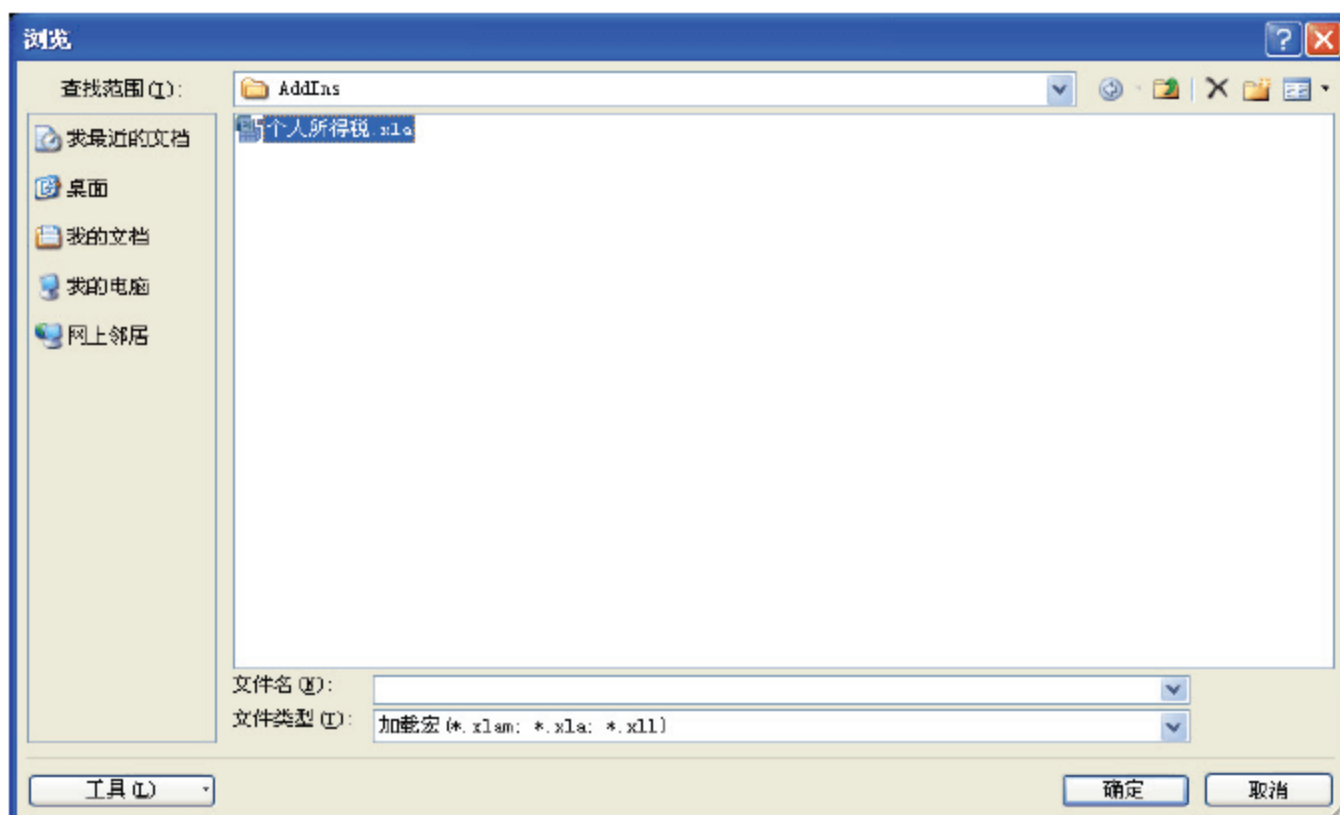 浏览
查找范围(I): AddIns
我最近的文档
桌面
我的文档
我的电脑
网上邻居
个人所得税.xla
文件名(N):
文件类型(T): 加载宏(*.xlam; *.xla; *.xll)
工具(L) 确定 取消